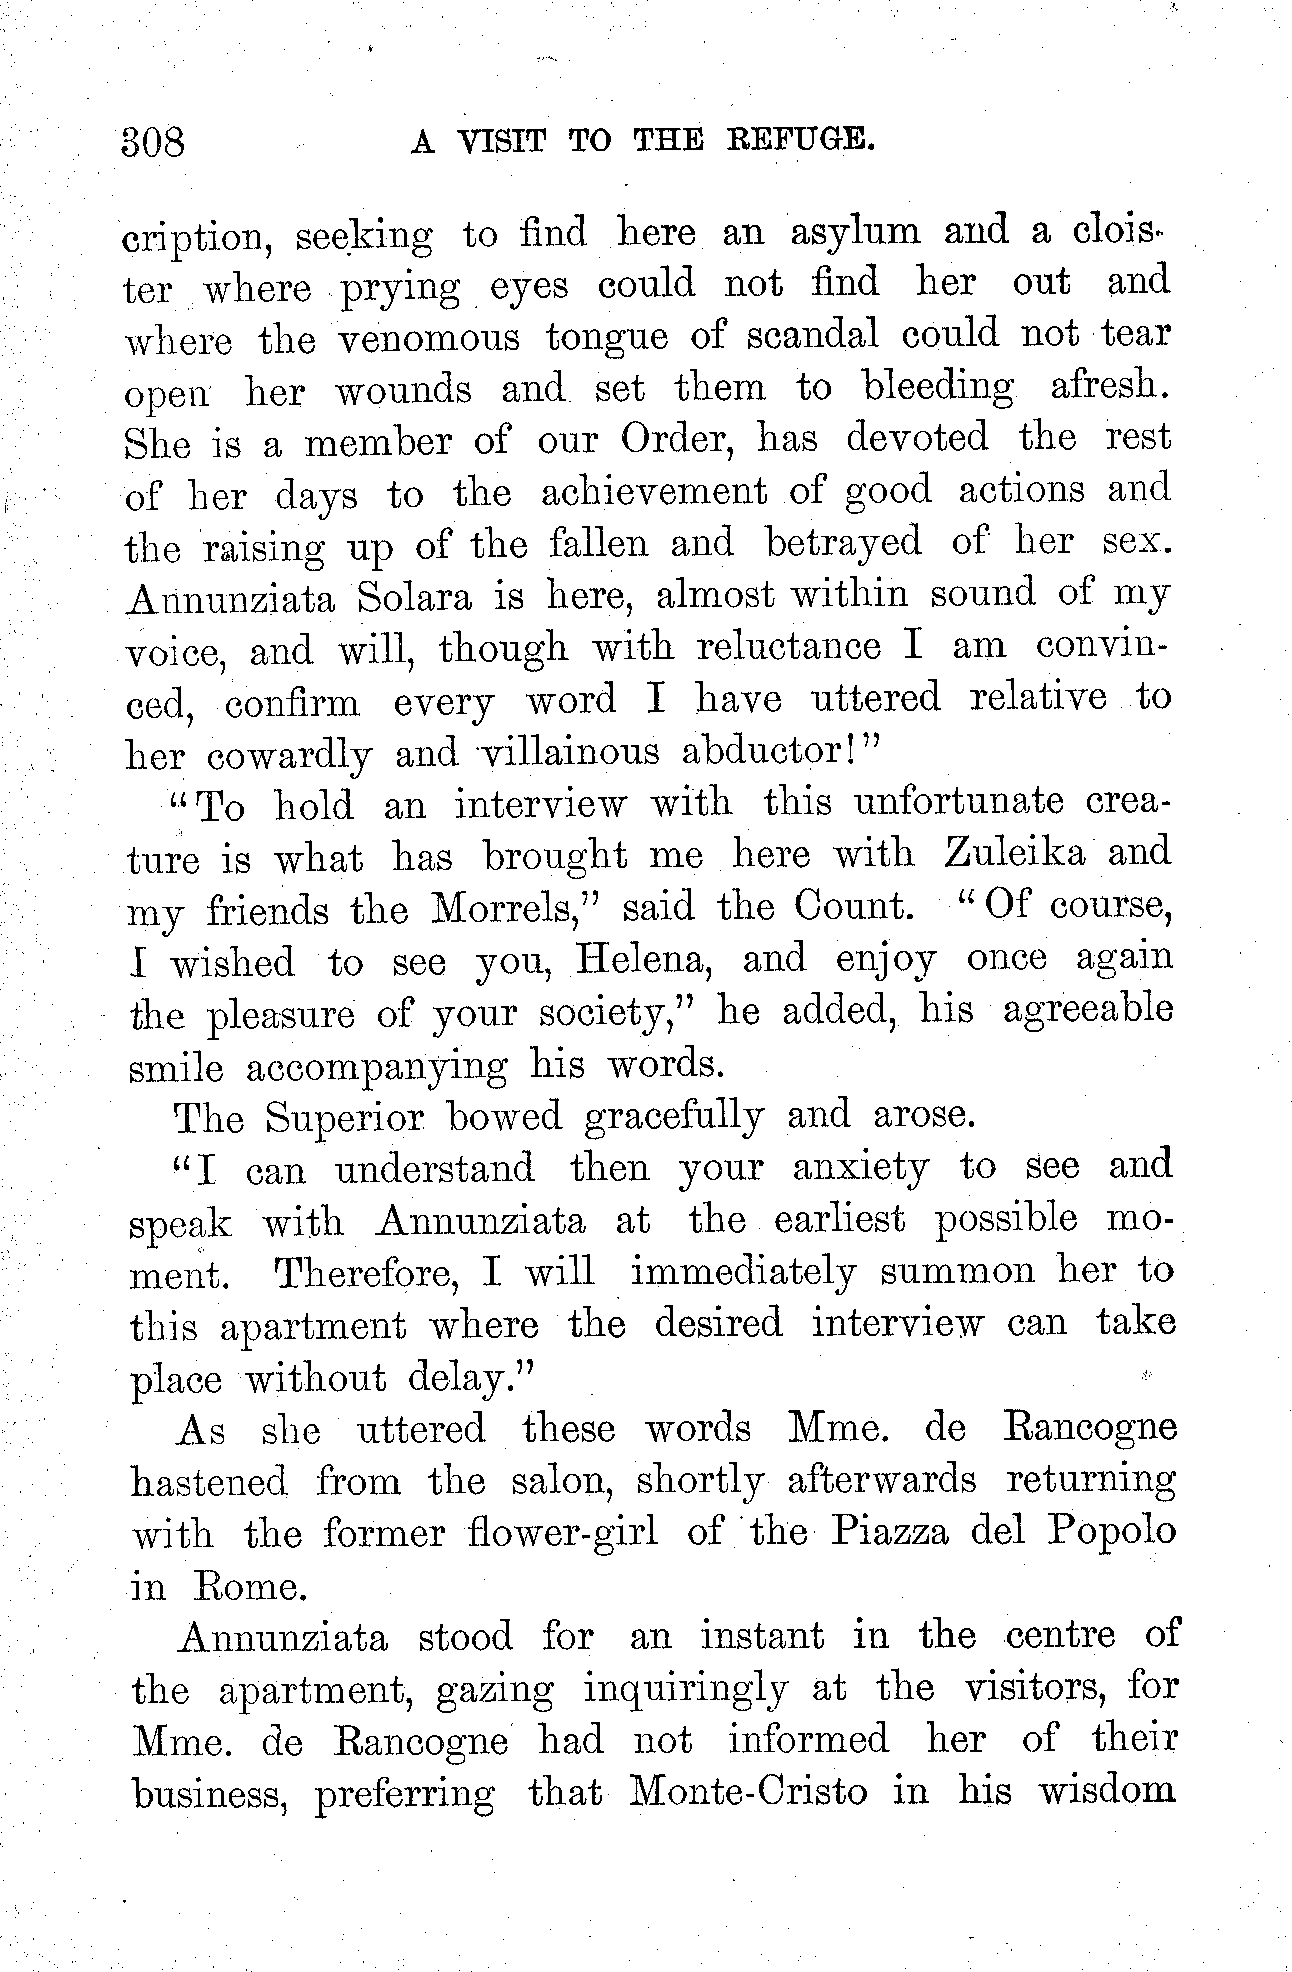 308 A VISIT TO THE REFUGE.
cription, seeking to find here an asylum and a clois-
ter where prying eyes could not find her out and
where the venomous tongue of scandal could not tear
open her wounds and set them to bleeding afresh.
She is a member of our Order, has devoted the rest
of her days to the achievement of good actions and
the raising up of the fallen and betrayed of her sex.
Annunziata Solara is here, almost within sound of my
voice, and will, though with reluctance I am convin-
ced, confirm every word I have uttered relative to
her cowardly and villainous abductor!"
"To hold an interview with this unfortunate crea-
ture is what has brought me here with Zuleika and
my friends the Morrels," said the Count. "Of course,
I wished to see you, Helena, and enjoy once again
the pleasure of your society," he added, his agreeable
smile accompanying his words.
The Superior bowed gracefully and arose.
"I can understand then your anxiety to see and
speak with Annunziata at the earliest possible mo-
ment. Therefore, I will immediately summon her to
this apartment where the desired interview can take
place without delay."
As she uttered these words Mme. de Rancogne
hastened from the salon, shortly afterwards returning
with the former flower-girl of the Piazza del Popolo
in Rome.
Annunziata stood for an instant in the centre of
the apartment, gazing inquiringly at the visitors, for
Mme. de Rancogne had not informed her of their
business, preferring that Monte-Cristo in his wisdom